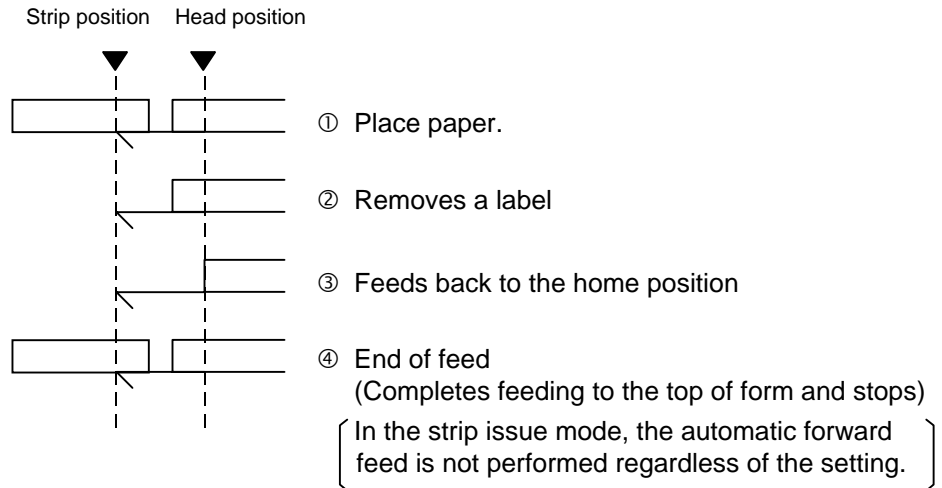 Strip position Head position
① Place paper.
② Removes a label
③ Feeds back to the home position
④ End of feed
(Completes feeding to the top of form and stops)
In the strip issue mode, the automatic forward
feed is not performed regardless of the setting.